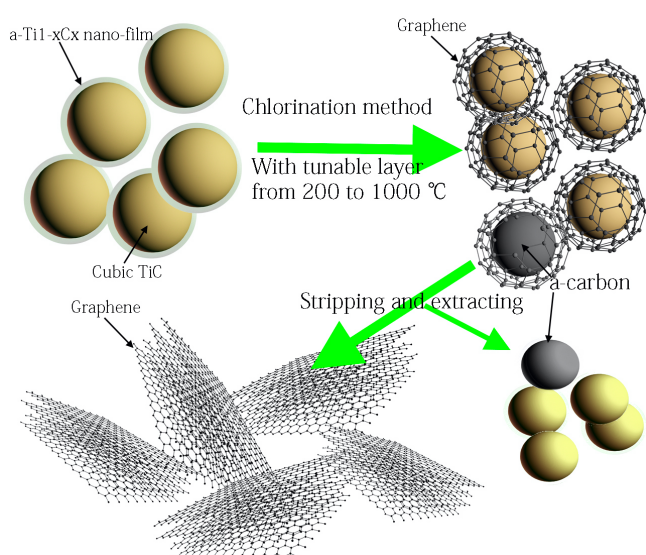 a-Ti1-xCx nano-film
Graphene
Chlorination method
With tunable layer
from 200 to 1000 ℃
Cubic TiC
a-carbon
Stripping and extracting
Graphene